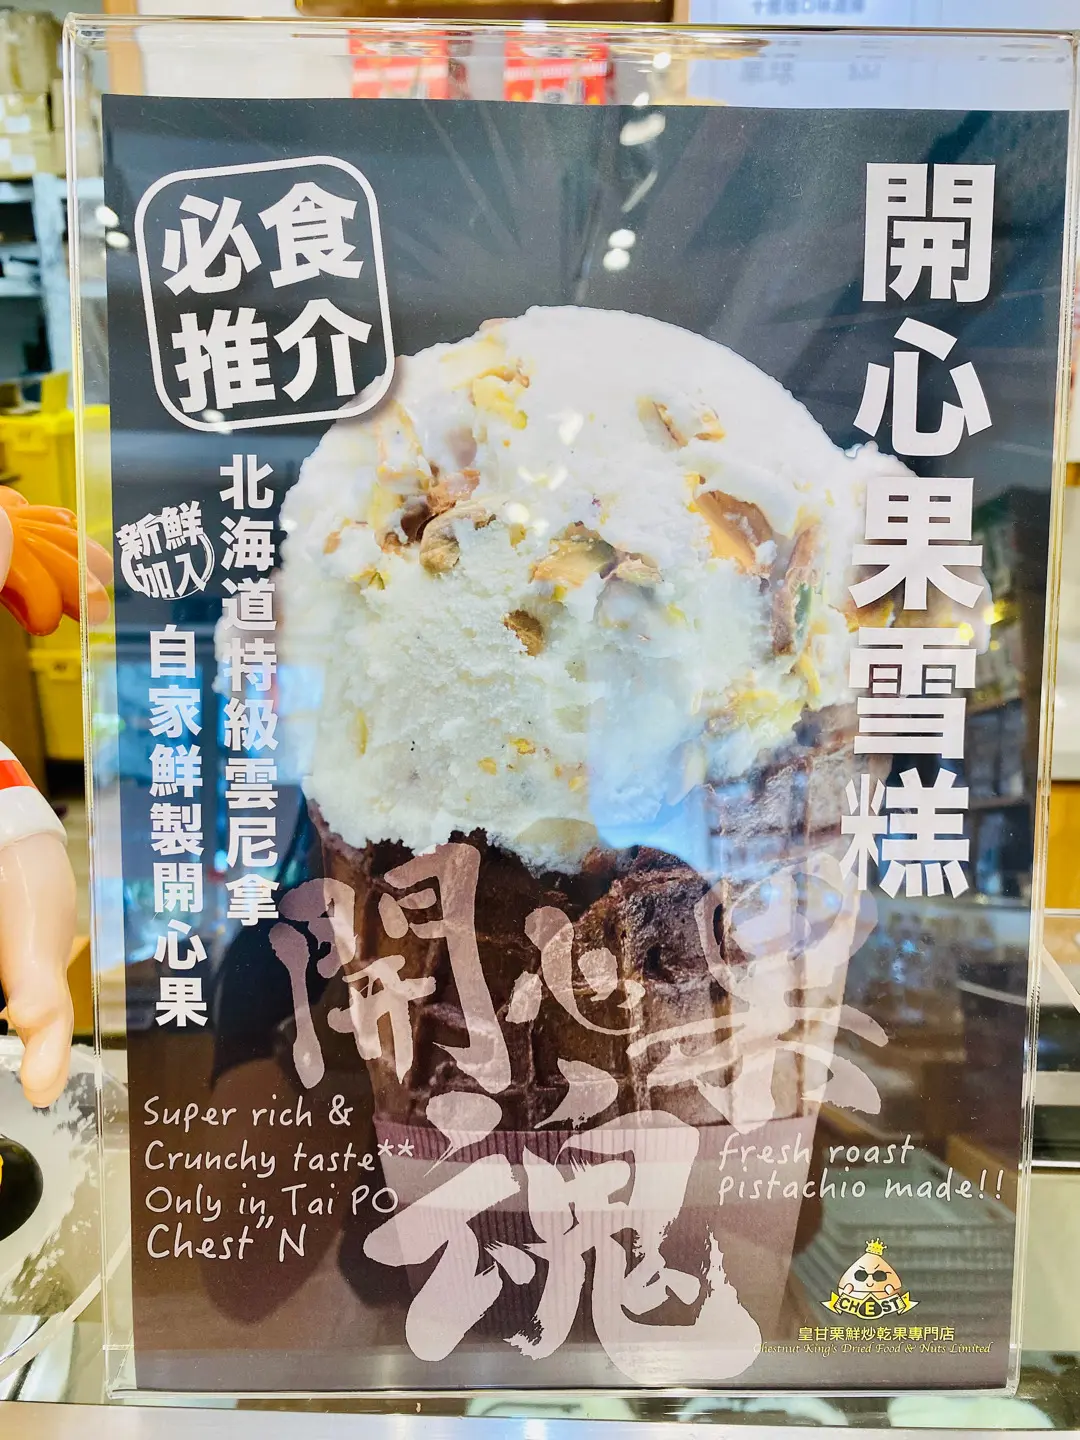 開心果雪糕
必食
推介
北海道特級雲尼拿
新鮮
加入
自家鮮製開心果
開心果
魂
Super rich &
Crunchy taste**
Only in Tai PO
Chest"N
fresh roast
pistachio made!!
CHEST
皇甘栗鮮炒乾果專門店
Chestnut King's Dried Food & Nuts Limited